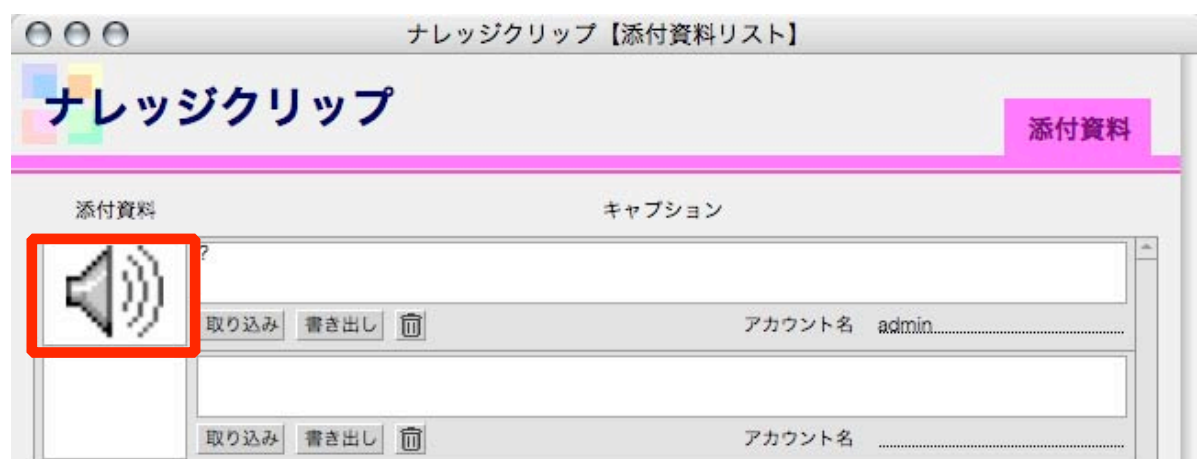 ナレッジクリップ【添付資料リスト】
ナレッジクリップ
添付資料
添付資料 キャプション
?
取り込み 書き出し アカウント名 admin
取り込み 書き出し アカウント名